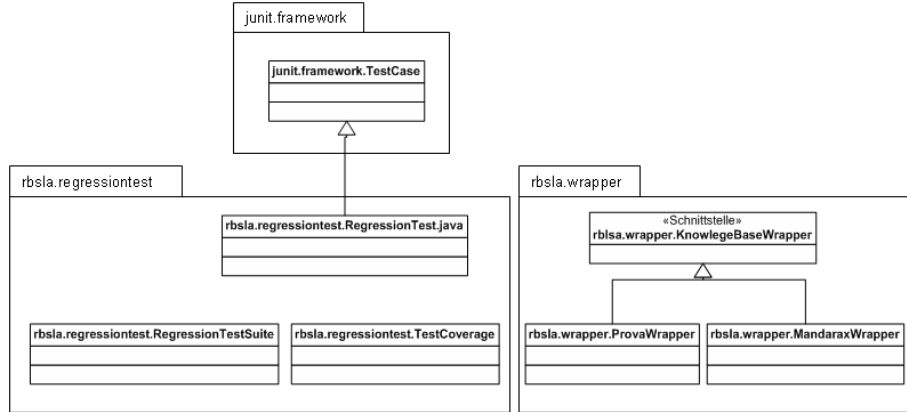 junit.framework
junit.framework.TestCase
rbsla.regressiontest
rbsla.regressiontest.RegressionTest.java
rbsla.regressiontest.RegressionTestSuite
rbsla.regressiontest.TestCoverage
rbsla.wrapper
«Schnittstelle»
rblsa.wrapper.KnowlegeBaseWrapper
rbsla.wrapper.ProvaWrapper
rbsla.wrapper.MandaraxWrapper